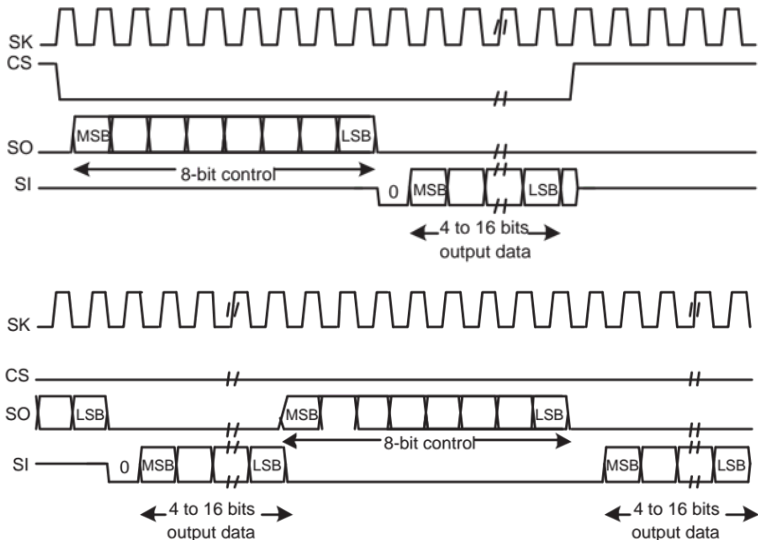 SK
CS
SO MSB LSB
8-bit control
SI 0 MSB LSB
4 to 16 bits
output data
SK
CS
SO LSB MSB LSB
8-bit control
SI 0 MSB LSB MSB LSB
4 to 16 bits 4 to 16 bits
output data output data